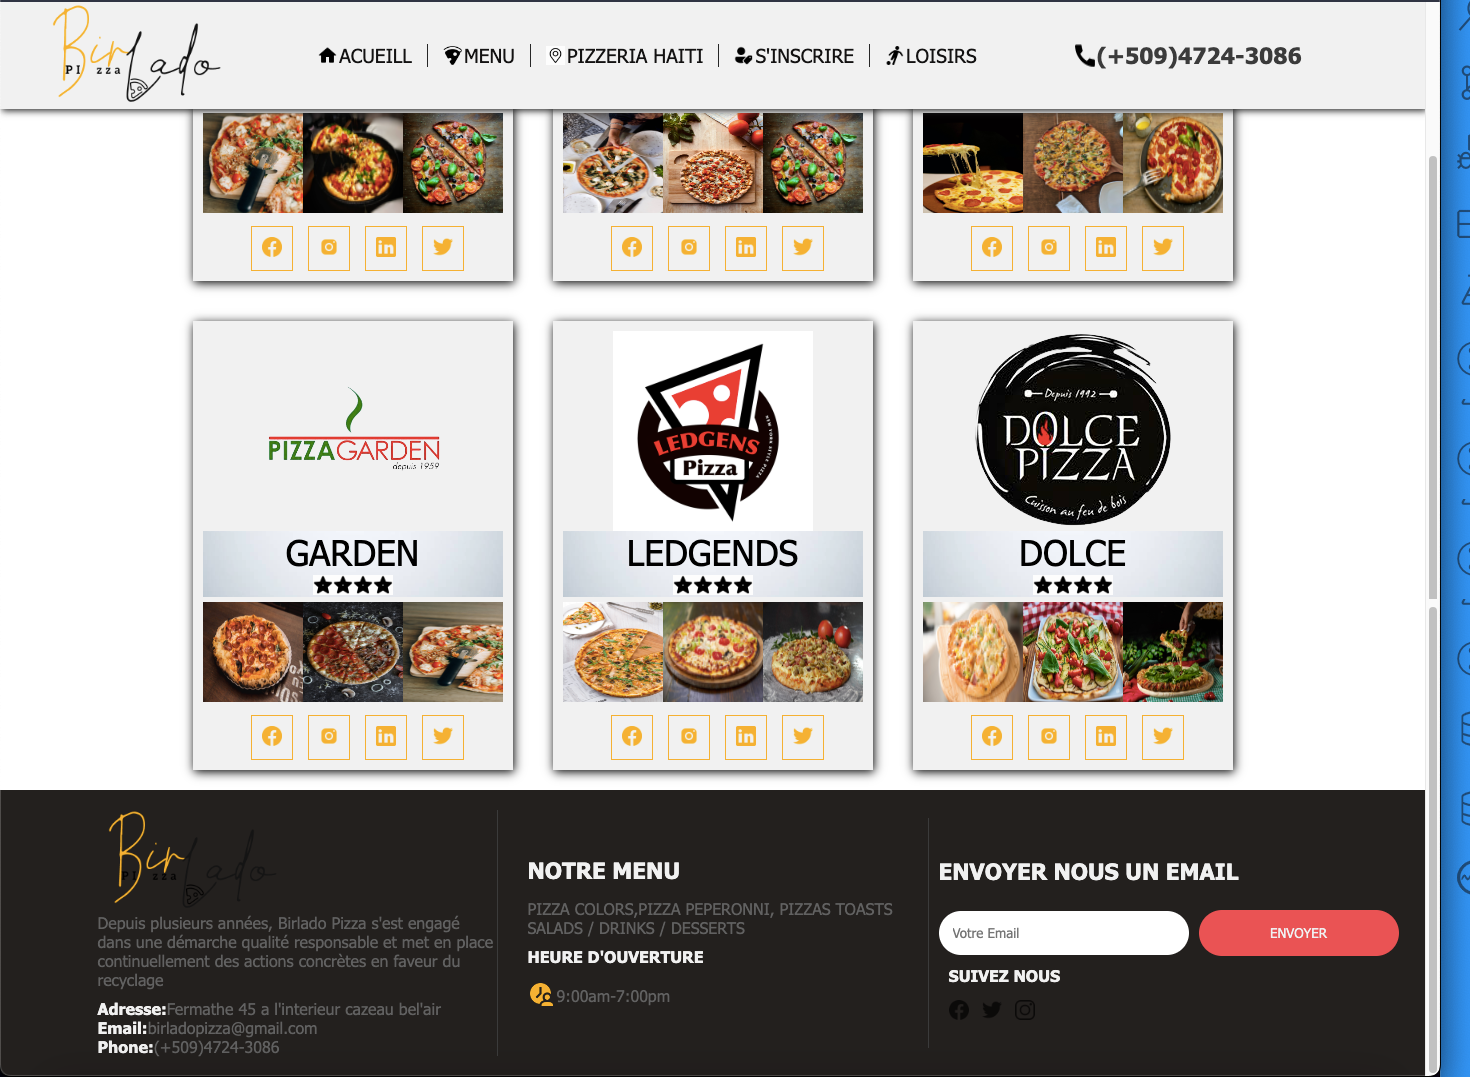 Birlado
PI zza
ACUEILL
MENU
PIZZERIA HAITI
S'INSCRIRE
LOISIRS
(+509)4724-3086
PIZZAGARDEN
depuis 1959
GARDEN
LEDGENS
Pizza
NEW YORK STYLE PIZZA
LEDGENDS
Depuis 1992
DOLCE
PIZZA
Cuisson au feu de bois
DOLCE
Birlado
PI zza
Depuis plusieurs années, Birlado Pizza s'est engagé
dans une démarche qualité responsable et met en place
continuellement des actions concrètes en faveur du
recyclage
Adresse:Fermathe 45 a l'interieur cazeau bel'air
Email:birladopizza@gmail.com
Phone:(+509)4724-3086
NOTRE MENU
PIZZA COLORS,PIZZA PEPERONNI, PIZZAS TOASTS
SALADS / DRINKS / DESSERTS
HEURE D'OUVERTURE
9:00am-7:00pm
ENVOYER NOUS UN EMAIL
Votre Email
ENVOYER
SUIVEZ NOUS